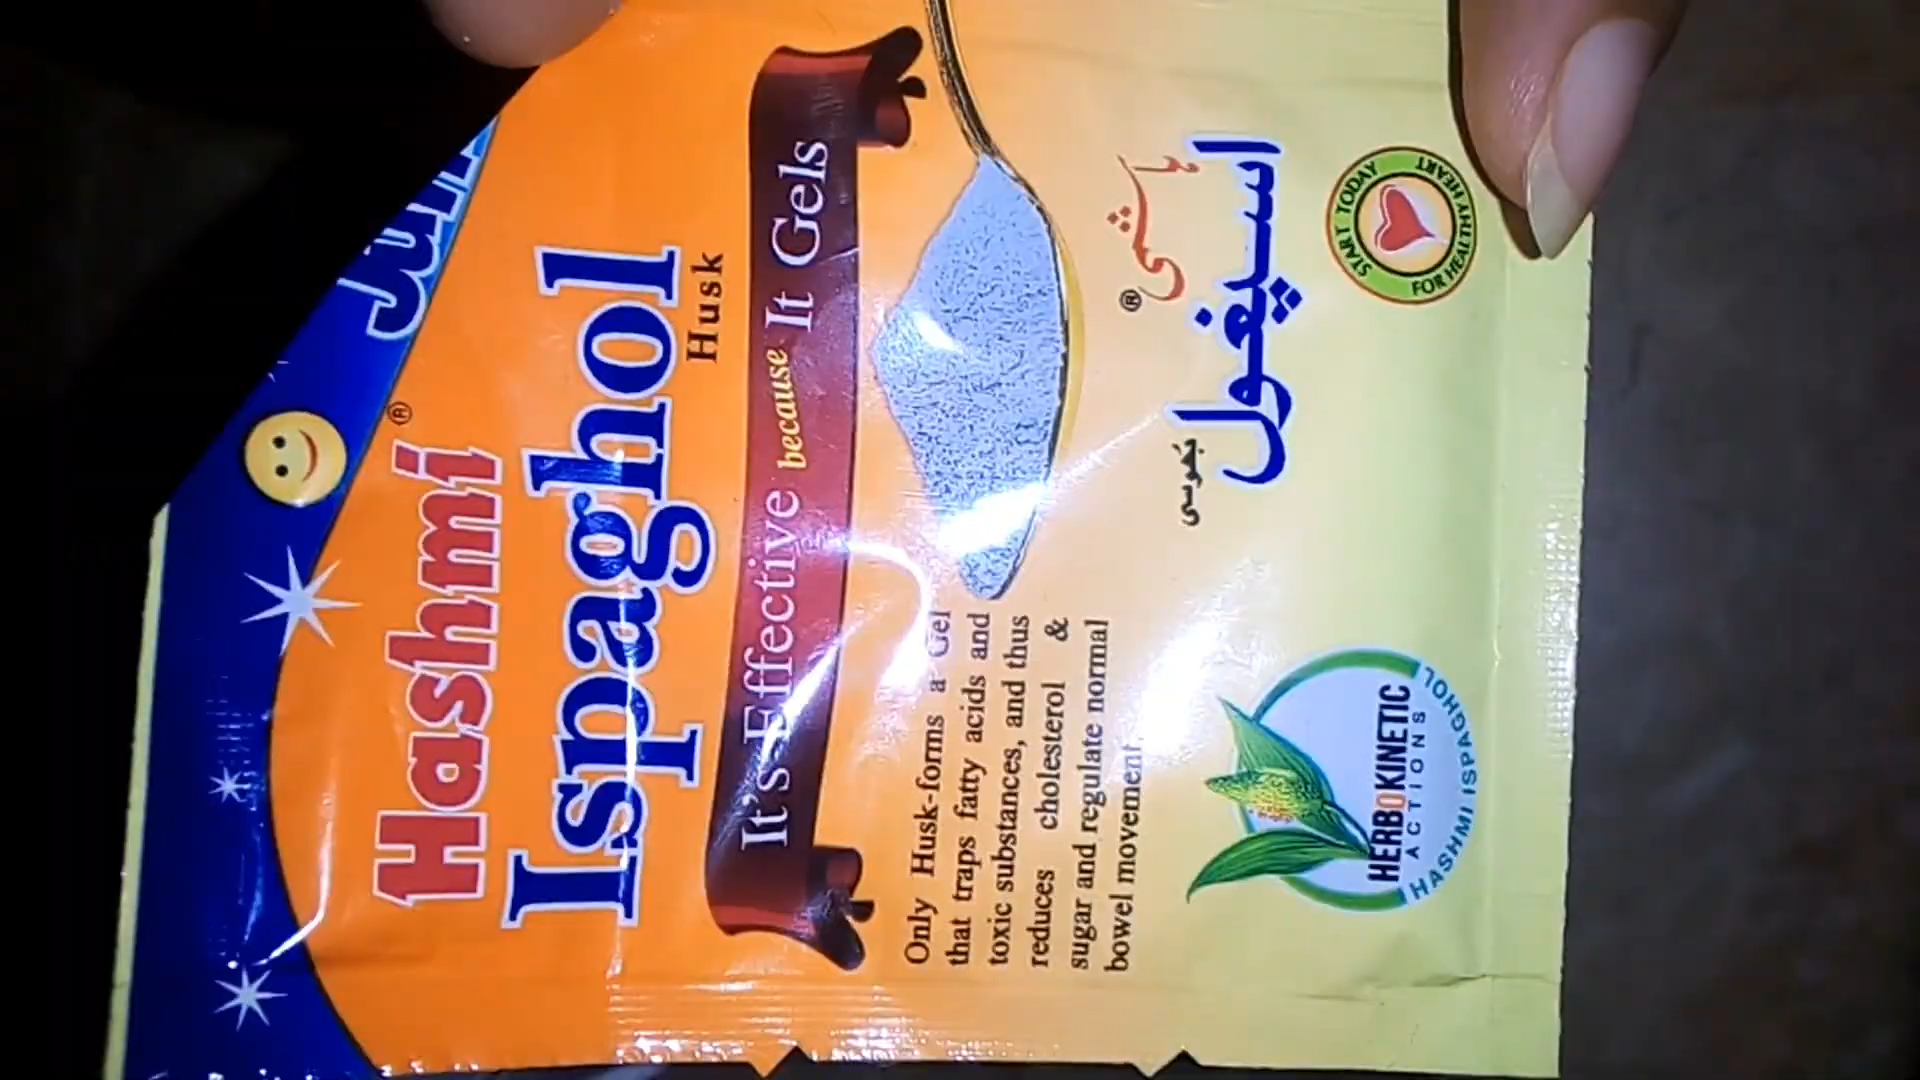 Hashmi®
Ispaghol
Husk
It's Effective because It Gels
Only Husk-forms a Gel
that traps fatty acids and
toxic substances, and thus
reduces cholesterol &
sugar and regulate normal
bowel movement.
ہاشمی®
اسپغول
بھوسی
START TODAY
FOR HEALTHY HEART
HERBOKINETIC
ACTIONS
HASHMI ISPAGHOL